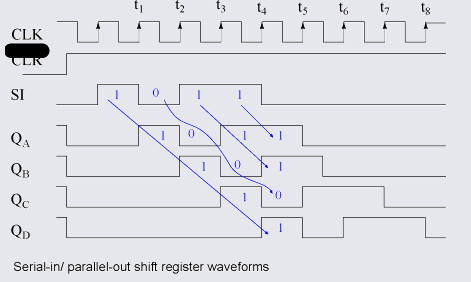 t1 t2 t3 t4 t5 t6 t7 t8
CLK
CLR
SI 1 0 1 1
QA 1 0 1 1
QB 1 0 1
QC 1 0
QD 1
Serial-in/ parallel-out shift register waveforms